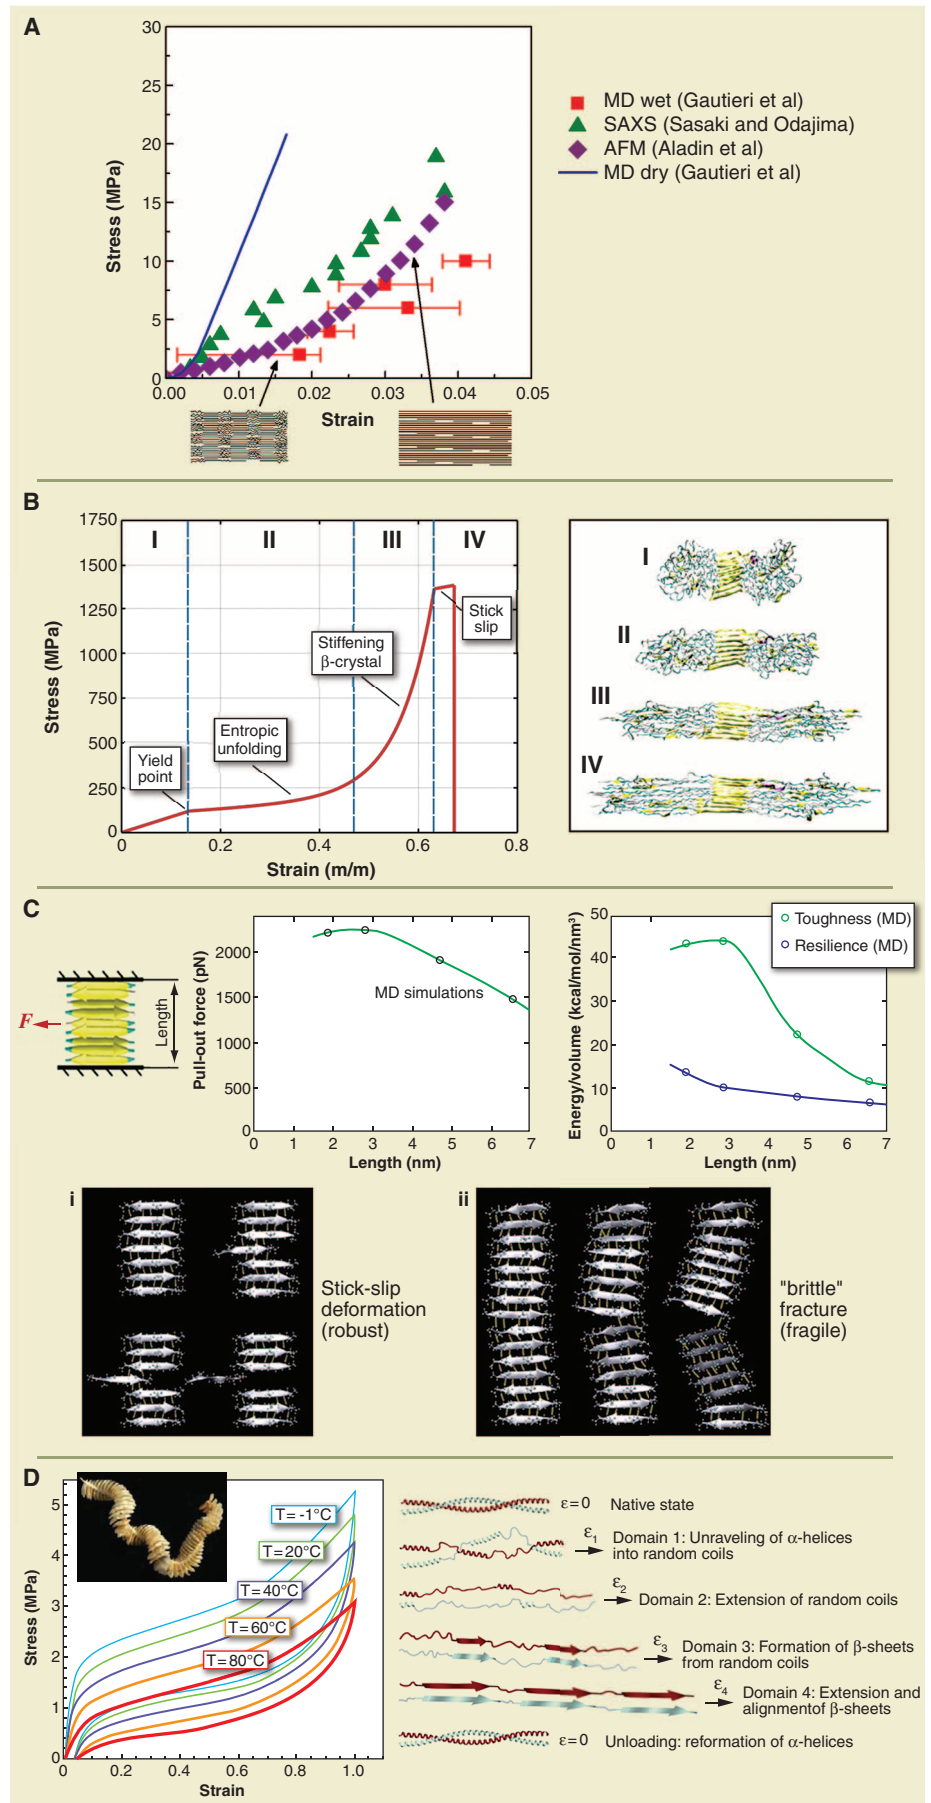 A
30
25
20
15
10
5
0
Stress (MPa)
0.00
0.01
0.02
0.03
0.04
0.05
Strain
MD wet (Gautieri et al)
SAXS (Sasaki and Odajima)
AFM (Aladin et al)
MD dry (Gautieri et al)
B
1750
1500
1250
1000
750
500
250
0
Stress (MPa)
I
II
III
IV
Yield
point
Entropic
unfolding
Stiffening
β-crystal
Stick
slip
0
0.2
0.4
0.6
0.8
Strain (m/m)
I
II
III
IV
C
F
Length
Pull-out force (pN)
2000
1500
1000
500
0
MD simulations
0
1
2
3
4
5
6
7
Length (nm)
Energy/volume (kcal/mol/nm³)
50
40
30
20
10
0
Toughness (MD)
Resilience (MD)
0
1
2
3
4
5
6
7
Length (nm)
i
Stick-slip
deformation
(robust)
ii
"brittle"
fracture
(fragile)
D
5
4
3
2
1
0
Stress (MPa)
T = -1°C
T = 20°C
T = 40°C
T = 60°C
T = 80°C
0
0.2
0.4
0.6
0.8
1.0
Strain
ε = 0 Native state
ε1 Domain 1: Unraveling of α-helices
into random coils
ε2 Domain 2: Extension of random coils
ε3 Domain 3: Formation of β-sheets
from random coils
ε4 Domain 4: Extension and
alignmentof β-sheets
ε = 0 Unloading: reformation of α-helices